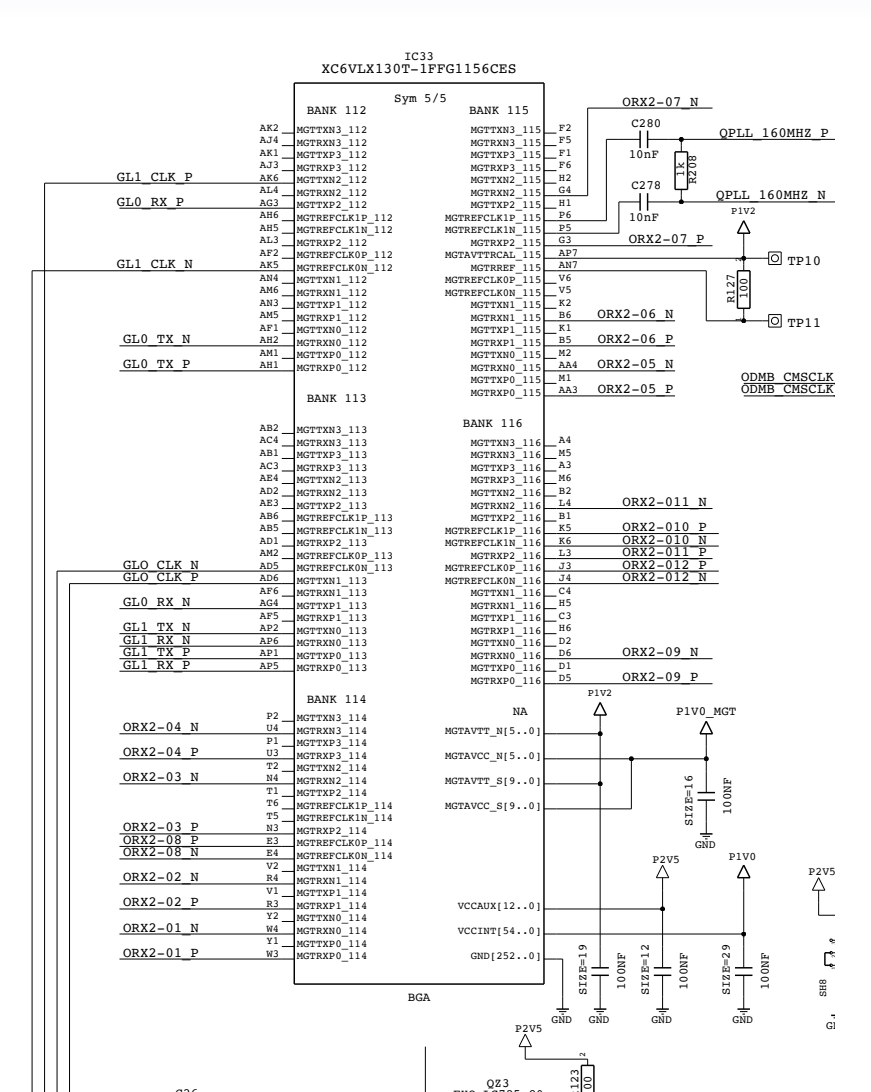 IC33
XC6VLX130T-1FFG1156CES
Sym 5/5
BANK 112
AK2 MGTTXN3_112
AJ4 MGTRXN3_112
AK1 MGTTXP3_112
AJ3 MGTRXP3_112
GL1_CLK_P AK6 MGTTXN2_112
AL4 MGTRXN2_112
GL0_RX_P AG3 MGTTXP2_112
AH6 MGTREFCLK1P_112
AH5 MGTREFCLK1N_112
AL3 MGTRXP2_112
AF2 MGTREFCLK0P_112
GL1_CLK_N AK5 MGTREFCLK0N_112
AN4 MGTTXN1_112
AM6 MGTRXN1_112
AN3 MGTTXP1_112
AM5 MGTRXP1_112
AF1 MGTTXN0_112
GL0_TX_N AH2 MGTRXN0_112
AM1 MGTTXP0_112
GL0_TX_P AH1 MGTRXP0_112
BANK 113
AB2 MGTTXN3_113
AC4 MGTRXN3_113
AB1 MGTTXP3_113
AC3 MGTRXP3_113
AE4 MGTTXN2_113
AD2 MGTRXN2_113
AE3 MGTTXP2_113
AB6 MGTREFCLK1P_113
AB5 MGTREFCLK1N_113
AD1 MGTRXP2_113
AM2 MGTREFCLK0P_113
GLO_CLK_N AD5 MGTREFCLK0N_113
GLO_CLK_P AD6 MGTTXN1_113
AF6 MGTRXN1_113
GL0_RX_N AG4 MGTTXP1_113
AF5 MGTRXP1_113
GL1_TX_N AP2 MGTTXN0_113
GL1_RX_N AP6 MGTRXN0_113
GL1_TX_P AP1 MGTTXP0_113
GL1_RX_P AP5 MGTRXP0_113
BANK 114
P2 MGTTXN3_114
ORX2-04_N U4 MGTRXN3_114
P1 MGTTXP3_114
ORX2-04_P U3 MGTRXP3_114
T2 MGTTXN2_114
ORX2-03_N N4 MGTRXN2_114
T1 MGTTXP2_114
T6 MGTREFCLK1P_114
T5 MGTREFCLK1N_114
ORX2-03_P N3 MGTRXP2_114
ORX2-08_P E3 MGTREFCLK0P_114
ORX2-08_N E4 MGTREFCLK0N_114
V2 MGTTXN1_114
ORX2-02_N R4 MGTRXN1_114
V1 MGTTXP1_114
ORX2-02_P R3 MGTRXP1_114
Y2 MGTTXN0_114
ORX2-01_N W4 MGTRXN0_114
Y1 MGTTXP0_114
ORX2-01_P W3 MGTRXP0_114
BANK 115
MGTTXN3_115 F2
MGTRXN3_115 F5
MGTTXP3_115 F1
MGTRXP3_115 F6
MGTTXN2_115 H2
MGTRXN2_115 G4 ORX2-07_N
MGTTXP2_115 H1
MGTREFCLK1P_115 P6
MGTREFCLK1N_115 P5
MGTRXP2_115 G3 ORX2-07_P
MGTAVTTRCAL_115 AP7
MGTRREF_115 AN7
MGTREFCLK0P_115 V6
MGTREFCLK0N_115 V5
MGTTXN1_115 K2
MGTRXN1_115 B6 ORX2-06_N
MGTTXP1_115 K1
MGTRXP1_115 B5 ORX2-06_P
MGTTXN0_115 M2
MGTRXN0_115 AA4 ORX2-05_N
MGTTXP0_115 M1
MGTRXP0_115 AA3 ORX2-05_P
BANK 116
MGTTXN3_116 A4
MGTRXN3_116 M5
MGTTXP3_116 A3
MGTRXP3_116 M6
MGTTXN2_116 B2
MGTRXN2_116 L4 ORX2-011_N
MGTTXP2_116 B1
MGTREFCLK1P_116 K5 ORX2-010_P
MGTREFCLK1N_116 K6 ORX2-010_N
MGTRXP2_116 L3 ORX2-011_P
MGTREFCLK0P_116 J3 ORX2-012_P
MGTREFCLK0N_116 J4 ORX2-012_N
MGTTXN1_116 C4
MGTRXN1_116 H5
MGTTXP1_116 C3
MGTRXP1_116 H6
MGTTXN0_116 D2
MGTRXN0_116 D6 ORX2-09_N
MGTTXP0_116 D1
MGTRXP0_116 D5 ORX2-09_P
NA
MGTAVTT_N[5..0]
MGTAVCC_N[5..0]
MGTAVTT_S[9..0]
MGTAVCC_S[9..0]
VCCAUX[12..0]
VCCINT[54..0]
GND[252..0]
BGA
C280
10nF
QPLL_160MHZ_P
1k
R208
C278
10nF
QPLL_160MHZ_N
P1V2
TP10
2
R127
100
1
TP11
ODMB_CMSCLK
ODMB_CMSCLK
P1V2
P1V0_MGT
SIZE=16
100NF
GND
P2V5
P1V0
P2V5
SIZE=19
100NF
SIZE=12
100NF
SIZE=29
100NF
SH8
GND
GND
GND
GND
P2V5
2
QZ3